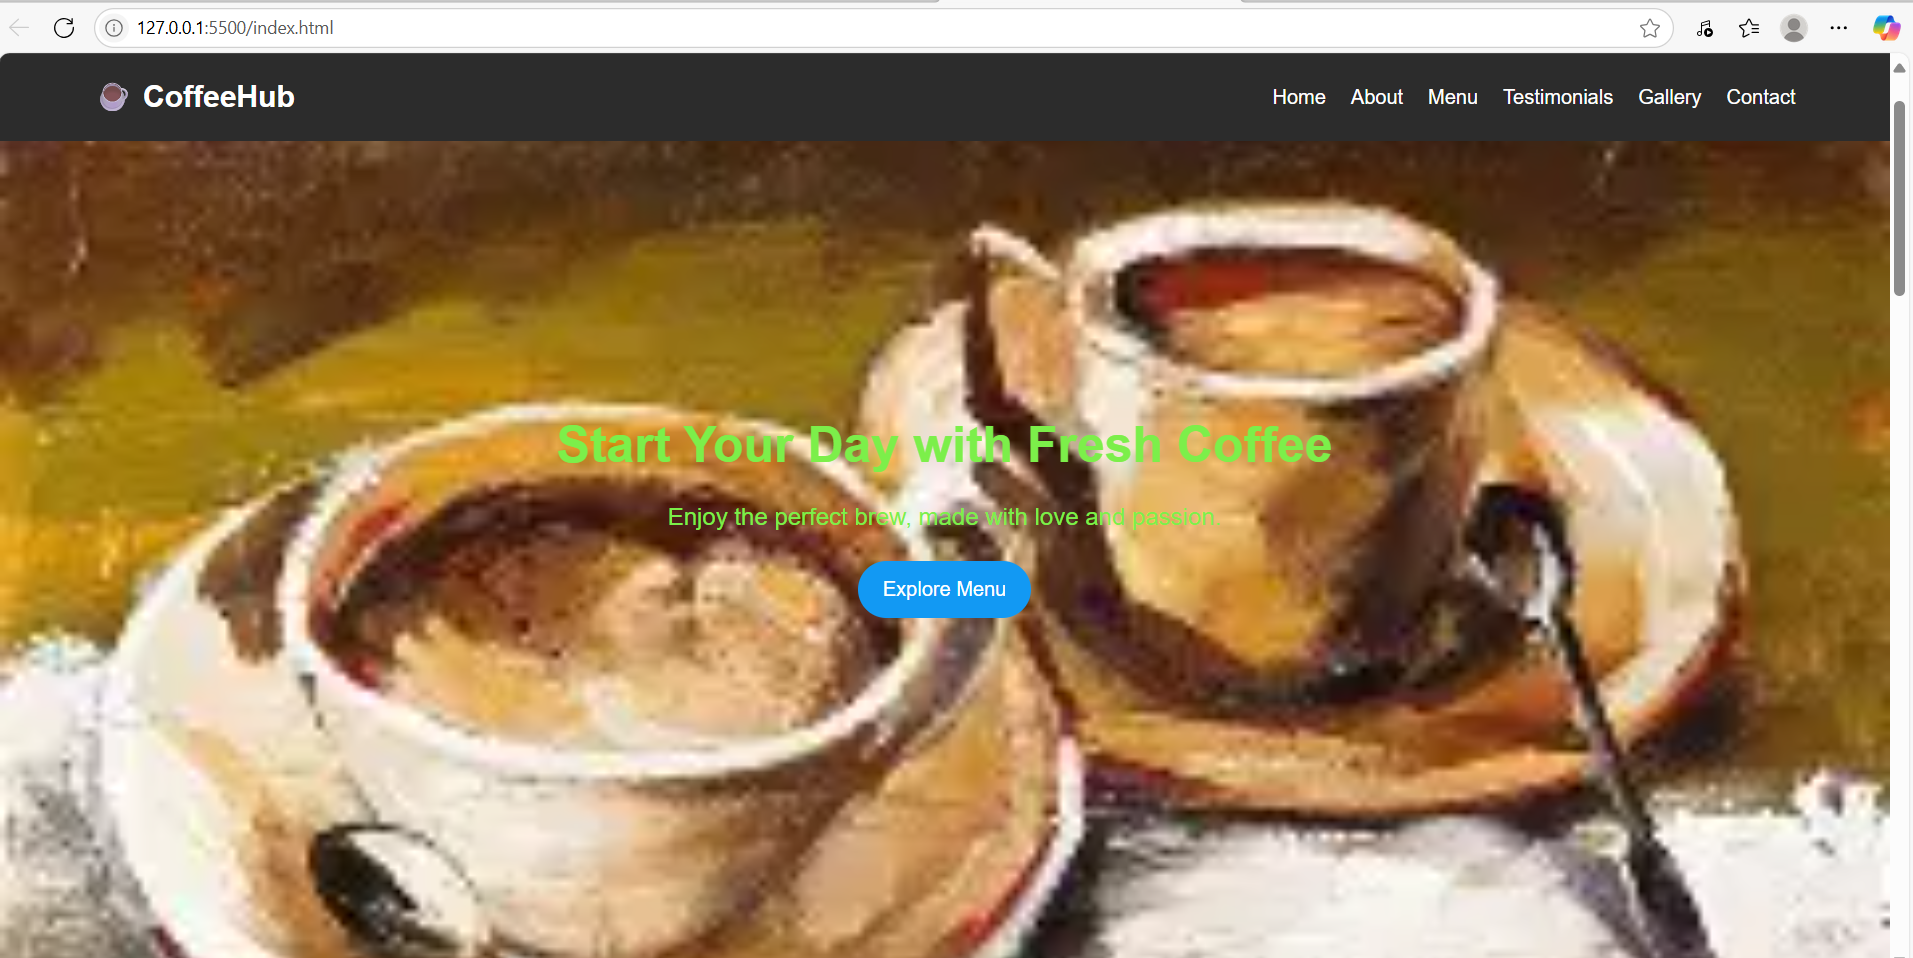 127.0.0.1:5500/index.html
CoffeeHub
Home About Menu Testimonials Gallery Contact
Start Your Day with Fresh Coffee
Enjoy the perfect brew, made with love and passion.
Explore Menu